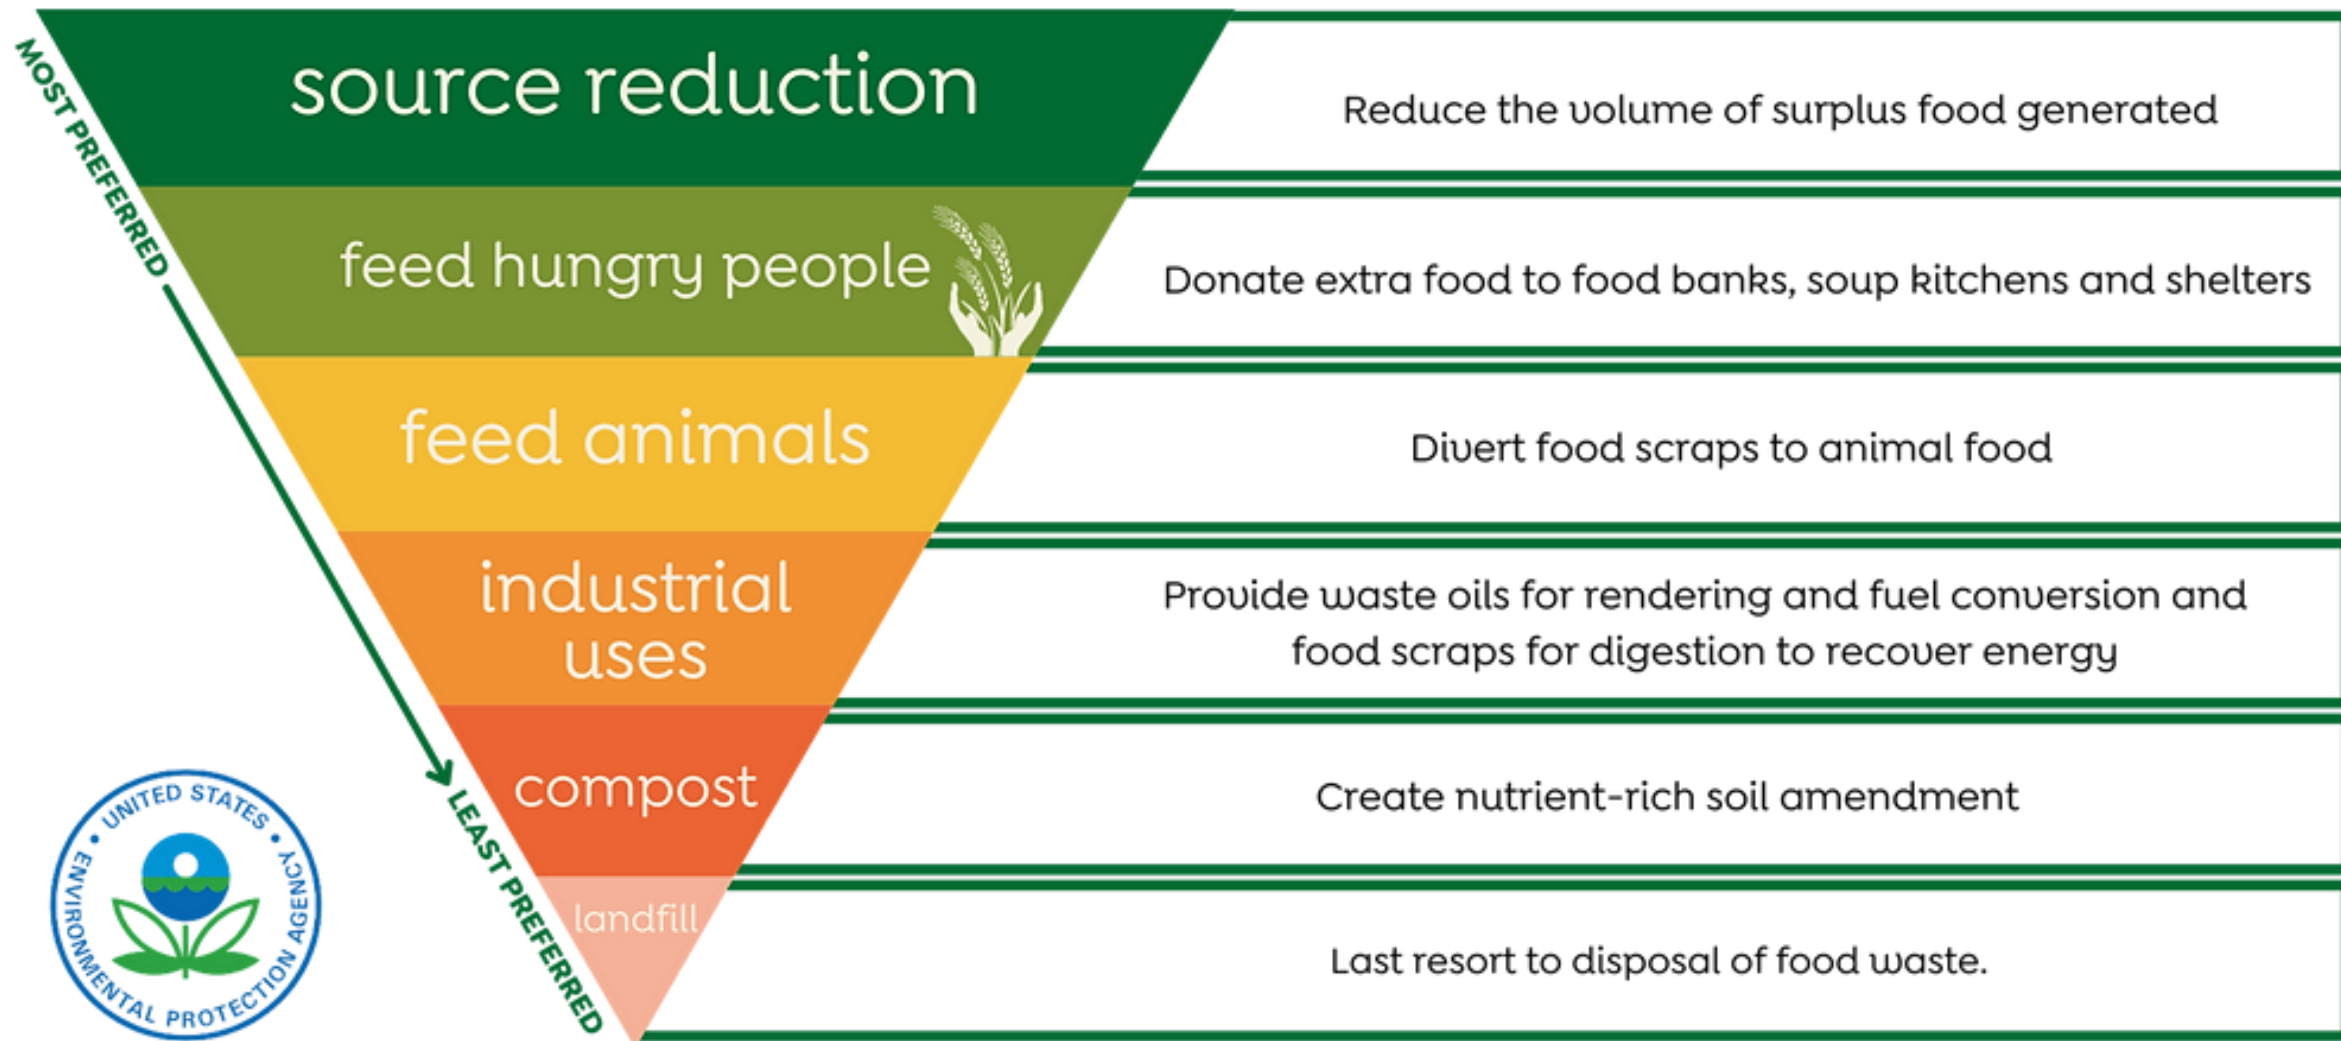 MOST PREFERRED
source reduction
Reduce the volume of surplus food generated
feed hungry people
Donate extra food to food banks, soup kitchens and shelters
feed animals
Divert food scraps to animal food
industrial
uses
Provide waste oils for rendering and fuel conversion and
food scraps for digestion to recover energy
compost
Create nutrient-rich soil amendment
landfill
Last resort to disposal of food waste.
LEAST PREFERRED
UNITED STATES
ENVIRONMENTAL PROTECTION AGENCY